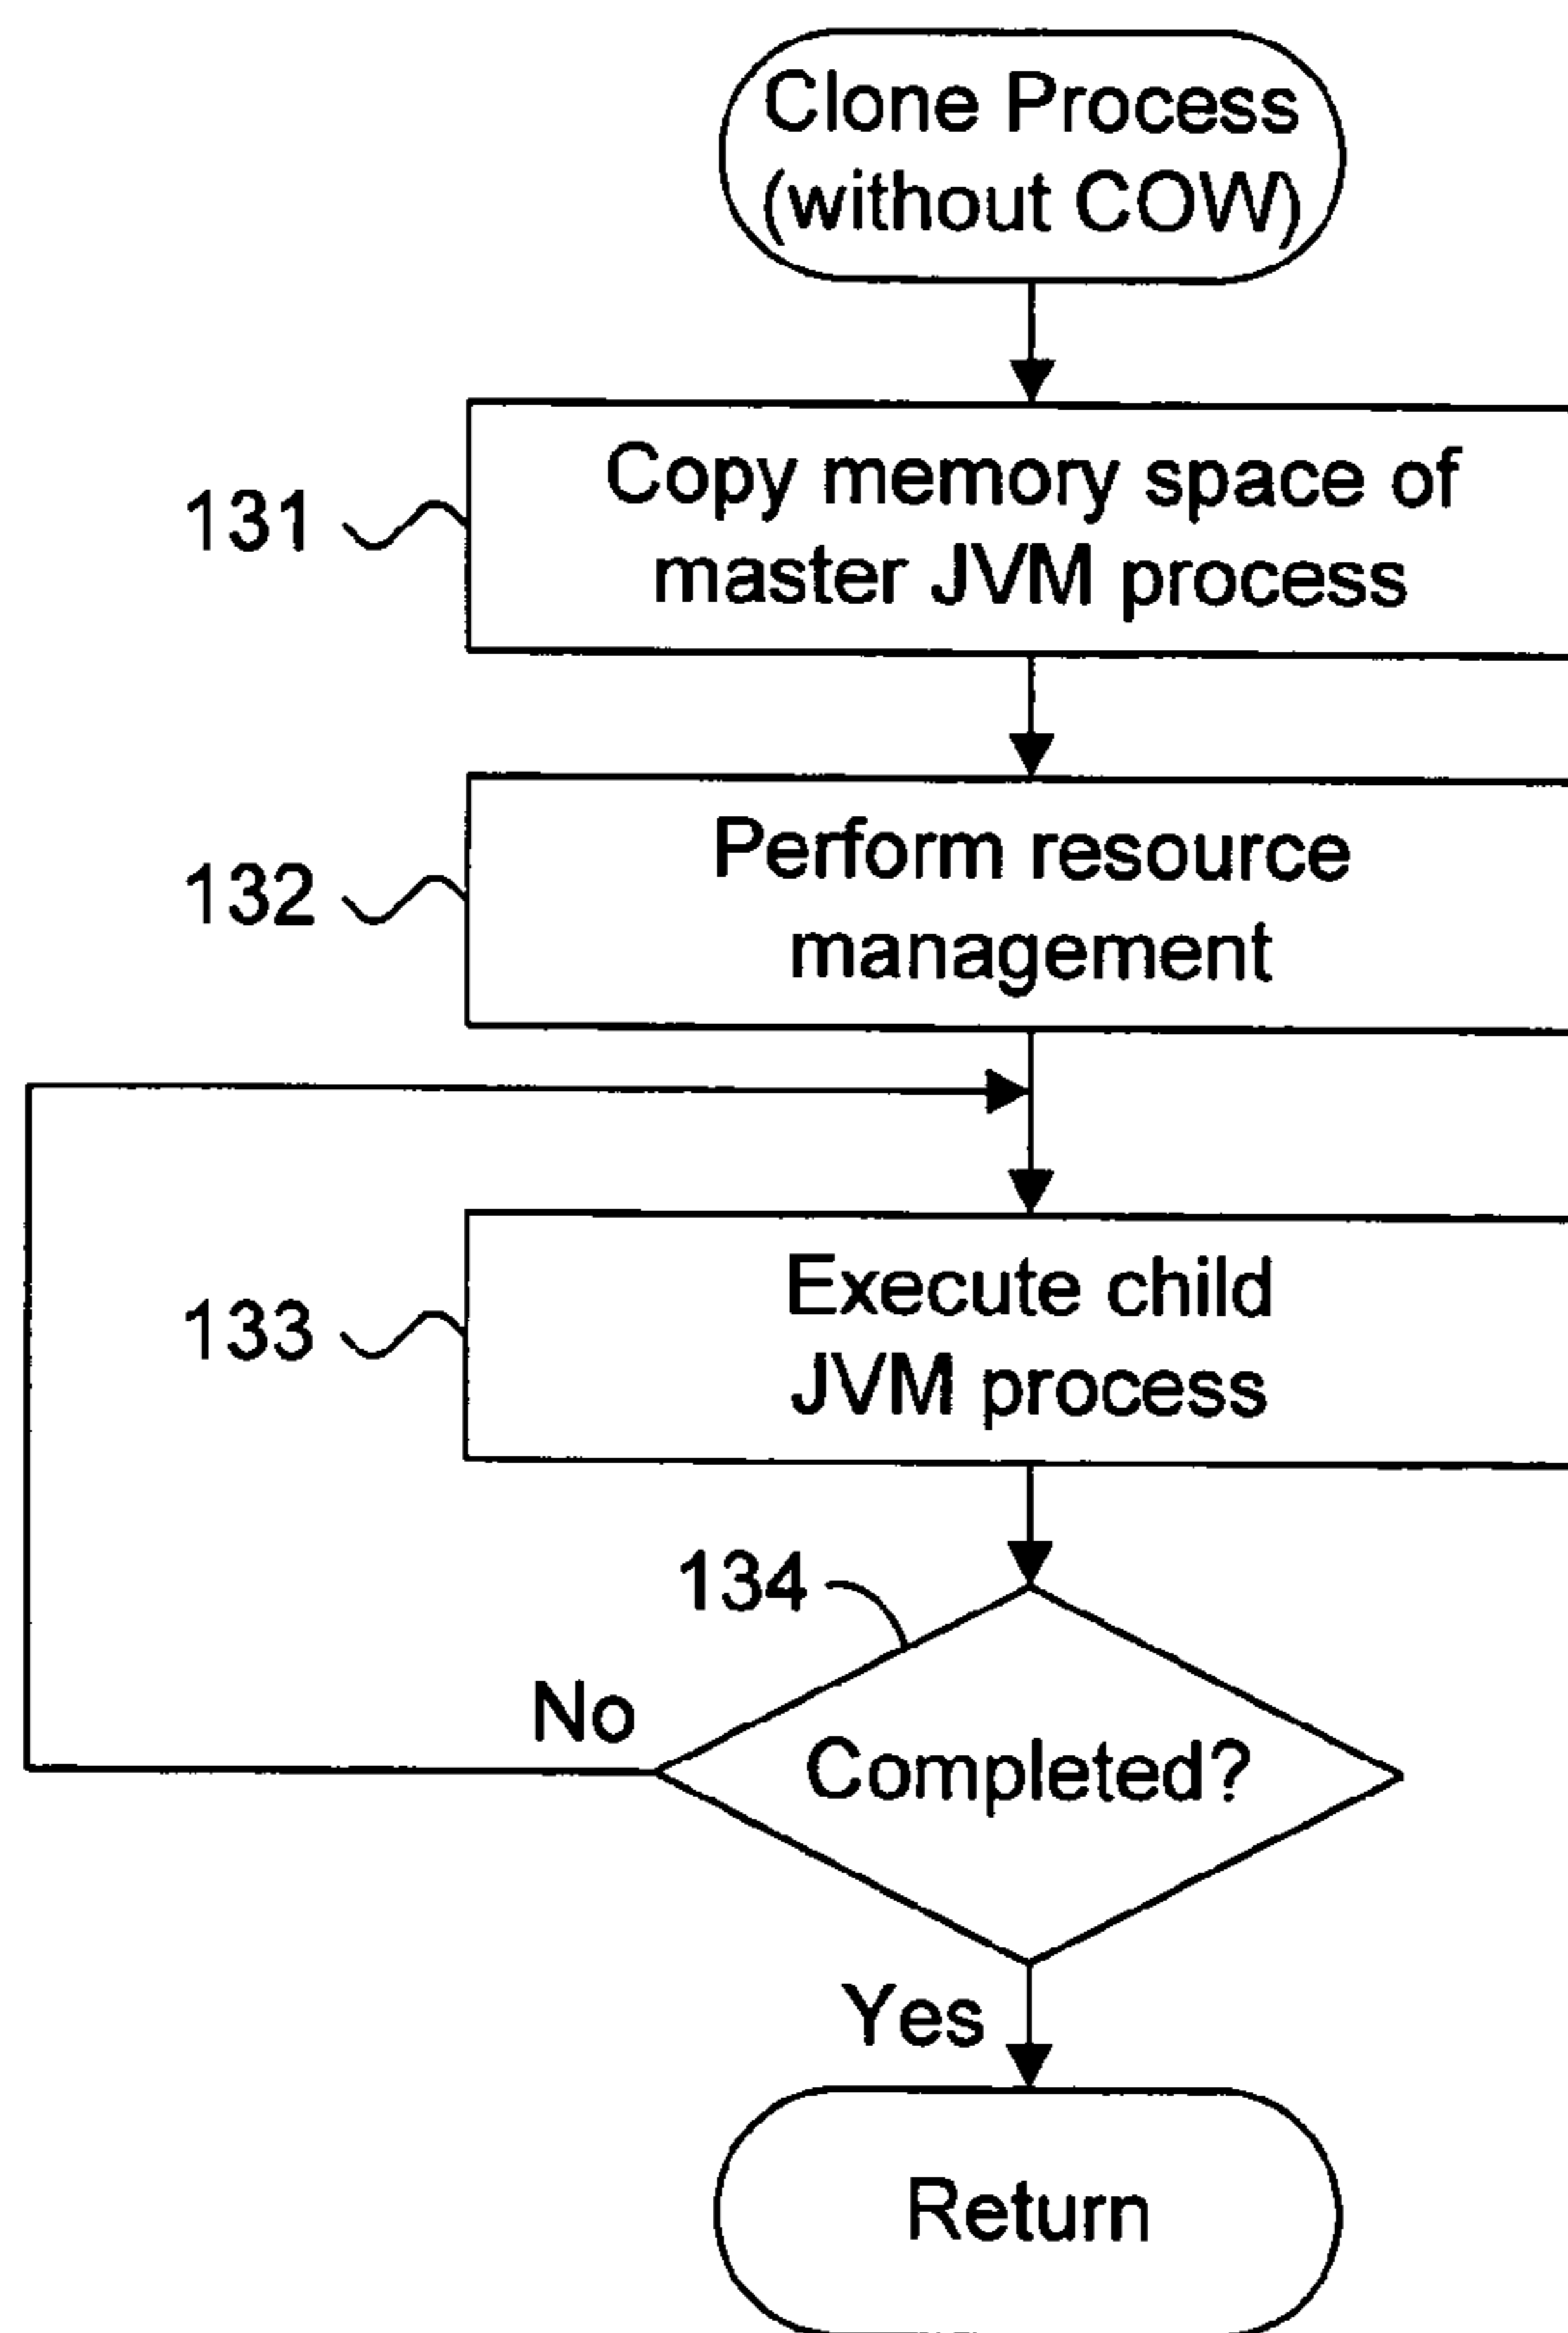 Clone Process
(without COW)
131
Copy memory space of
master JVM process
132
Perform resource
management
133
Execute child
JVM process
134
No
Completed?
Yes
Return